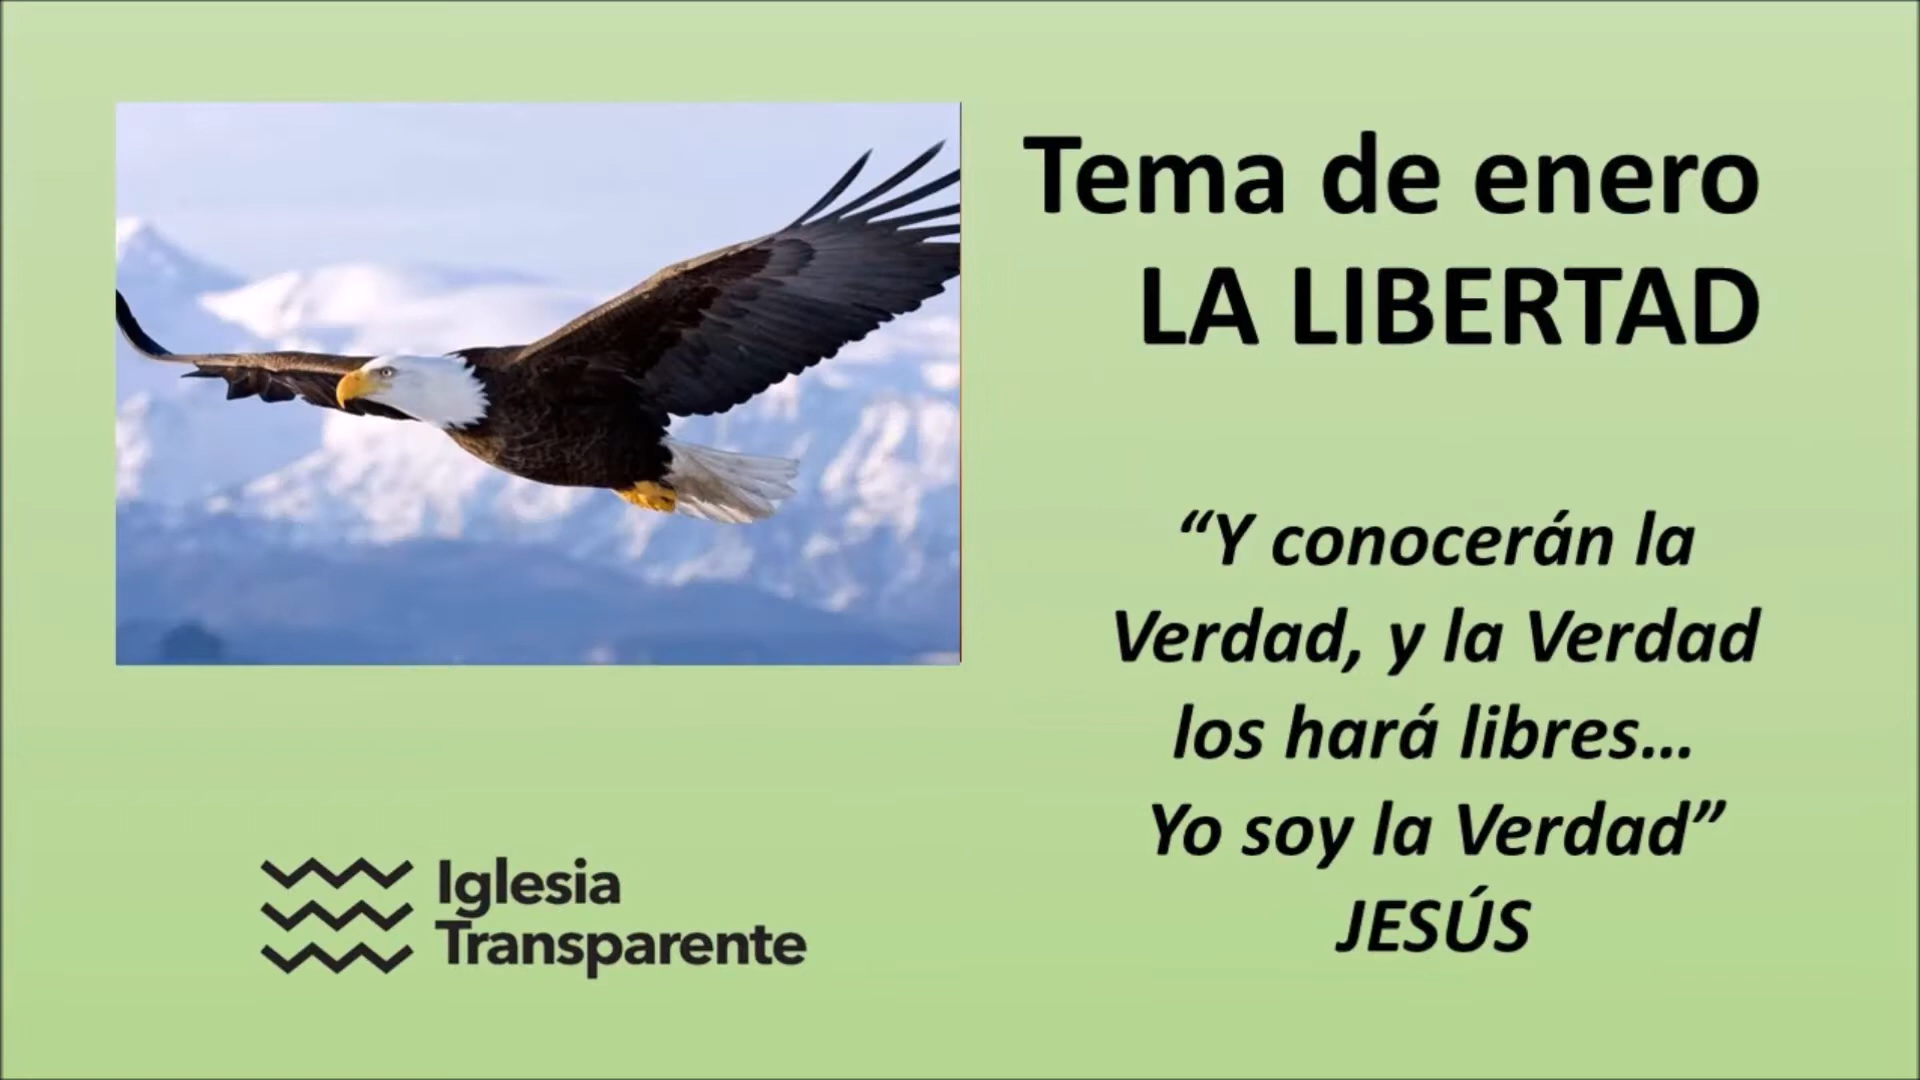 Tema de enero
LA LIBERTAD
“Y conocerán la
Verdad, y la Verdad
los hará libres...
Yo soy la Verdad”
JESÚS
Iglesia
Transparente